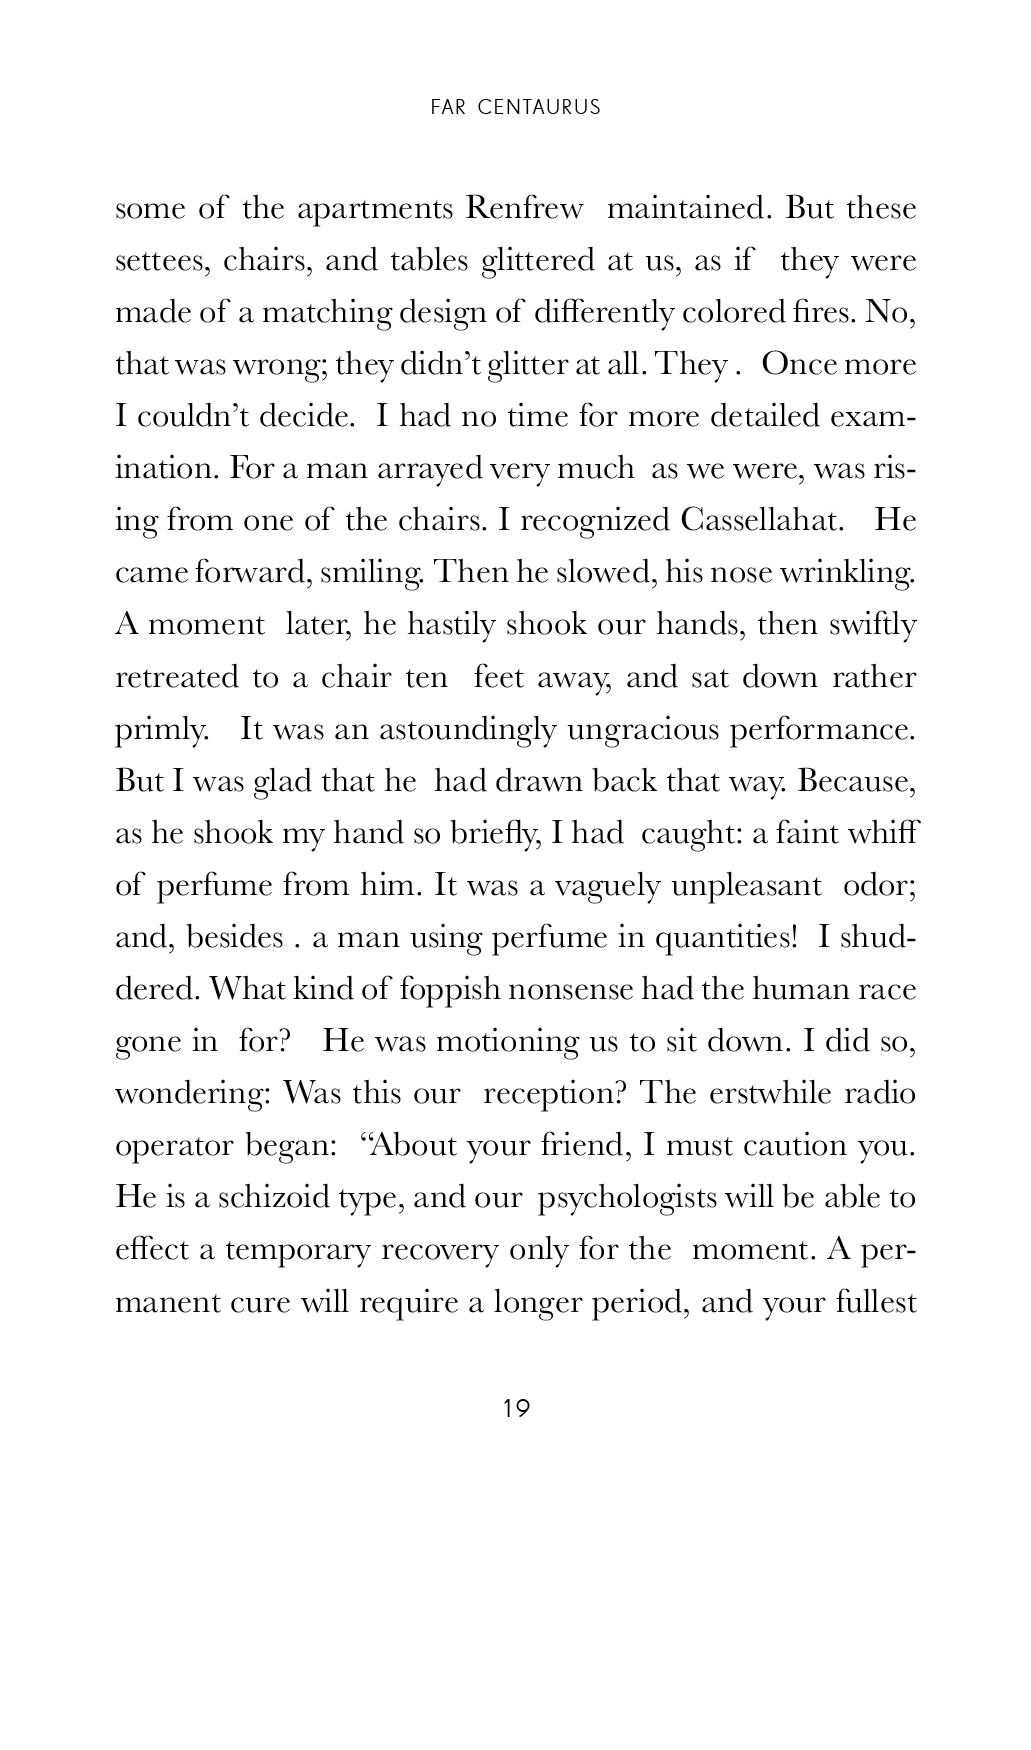 FAR CENTAURUS
some of the apartments Renfrew maintained. But these
settees, chairs, and tables glittered at us, as if they were
made of a matching design of differently colored fires. No,
that was wrong; they didn’t glitter at all. They . Once more
I couldn’t decide. I had no time for more detailed exam-
ination. For a man arrayed very much as we were, was ris-
ing from one of the chairs. I recognized Cassellahat. He
came forward, smiling. Then he slowed, his nose wrinkling.
A moment later, he hastily shook our hands, then swiftly
retreated to a chair ten feet away, and sat down rather
primly. It was an astoundingly ungracious performance.
But I was glad that he had drawn back that way. Because,
as he shook my hand so briefly, I had caught: a faint whiff
of perfume from him. It was a vaguely unpleasant odor;
and, besides . a man using perfume in quantities! I shud-
dered. What kind of foppish nonsense had the human race
gone in for? He was motioning us to sit down. I did so,
wondering: Was this our reception? The erstwhile radio
operator began: “About your friend, I must caution you.
He is a schizoid type, and our psychologists will be able to
effect a temporary recovery only for the moment. A per-
manent cure will require a longer period, and your fullest
19